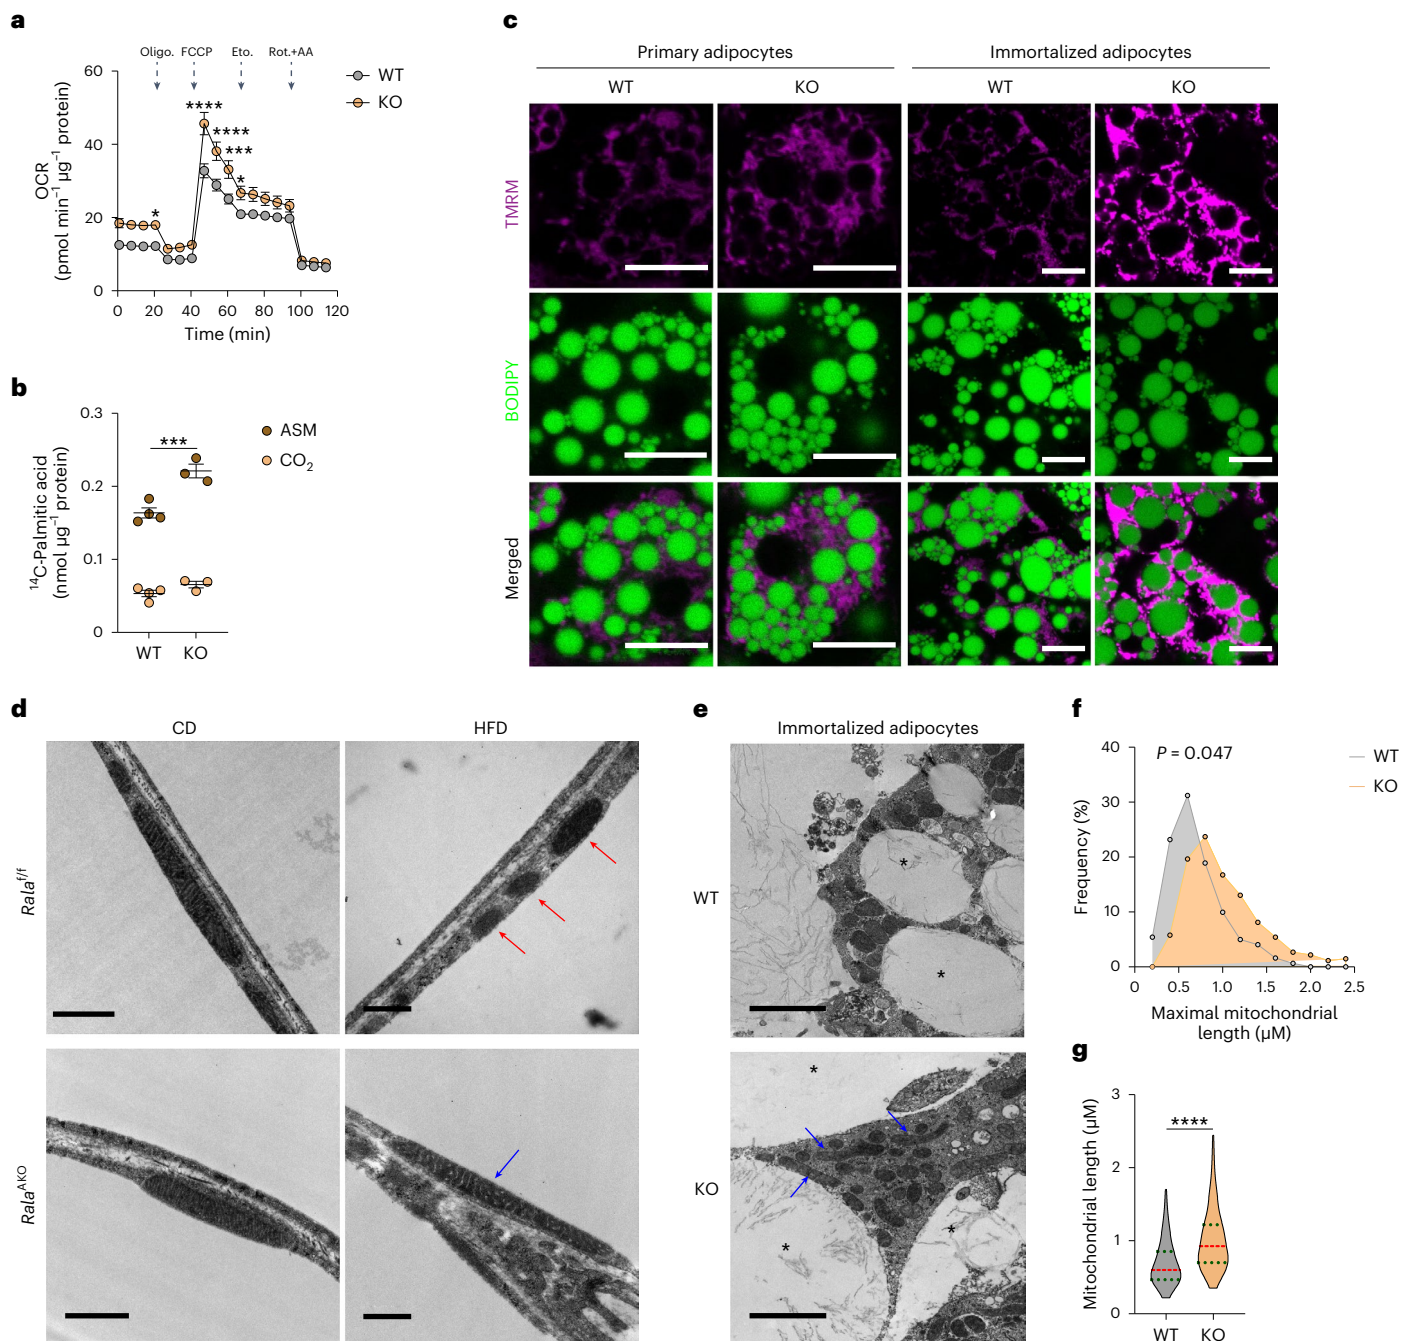 a
Oligo. FCCP Eto. Rot.+AA
60
40
20
0
OCR
(pmol min–1 µg–1 protein)
****
****
***
*
*
0 20 40 60 80 100 120
Time (min)
WT
KO
b
0.3
0.2
0.1
0
14C-Palmitic acid
(nmol µg–1 protein)
***
WT KO
ASM
CO2
c
Primary adipocytes Immortalized adipocytes
WT KO WT KO
TMRM
BODIPY
Merged
d
CD HFD
Ralaf/f
RalaAKO
e
Immortalized adipocytes
WT
*
*
KO
*
*
*
f
40
30
20
10
0
Frequency (%)
P = 0.047
WT
KO
0 0.5 1.0 1.5 2.0 2.5
Maximal mitochondrial
length (µM)
g
3
2
1
0
Mitochondrial length (µM)
****
WT KO